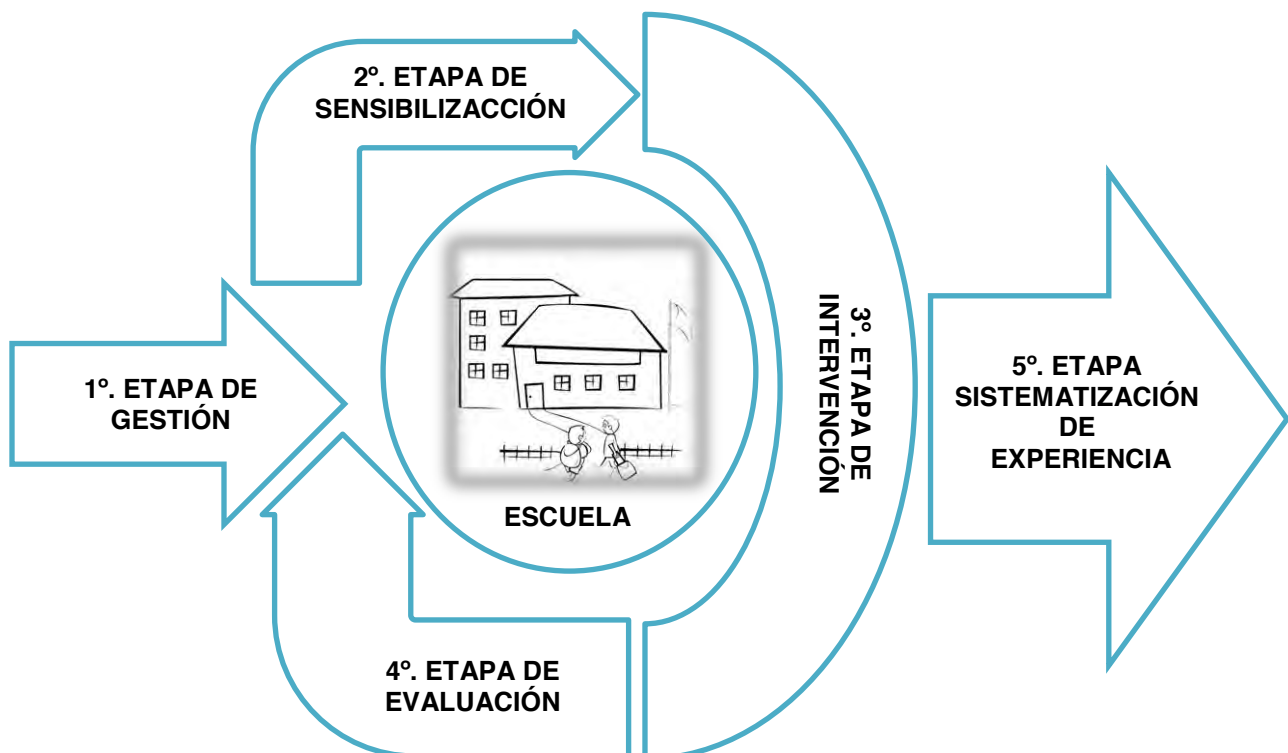 1º. ETAPA DE
GESTIÓN
2º. ETAPA DE
SENSIBILIZACCIÓN
3º. ETAPA DE
INTERVENCIÓN
4º. ETAPA DE
EVALUACIÓN
5º. ETAPA
SISTEMATIZACIÓN
DE
EXPERIENCIA
ESCUELA